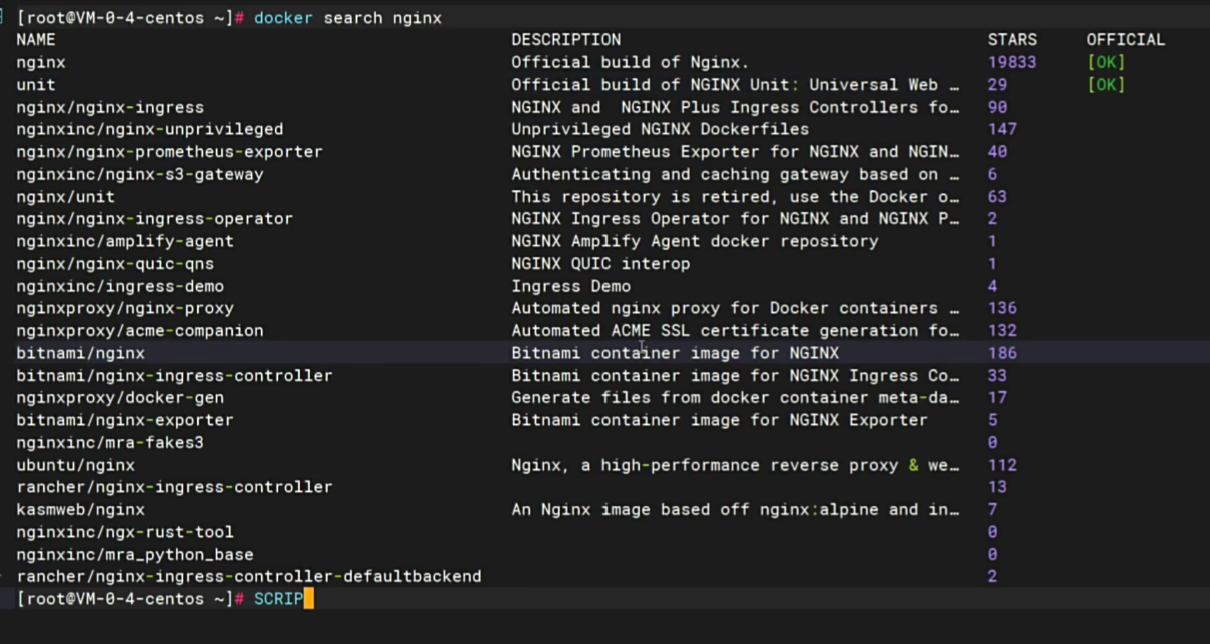 [root@VM-0-4-centos ~]# docker search nginx
NAME DESCRIPTION STARS OFFICIAL
nginx Official build of Nginx. 19833 [OK]
unit Official build of NGINX Unit: Universal Web … 29 [OK]
nginx/nginx-ingress NGINX and  NGINX Plus Ingress Controllers fo… 90
nginxinc/nginx-unprivileged Unprivileged NGINX Dockerfiles 147
nginx/nginx-prometheus-exporter NGINX Prometheus Exporter for NGINX and NGIN… 40
nginxinc/nginx-s3-gateway Authenticating and caching gateway based on … 6
nginx/unit This repository is retired, use the Docker o… 63
nginx/nginx-ingress-operator NGINX Ingress Operator for NGINX and NGINX P… 2
nginxinc/amplify-agent NGINX Amplify Agent docker repository 1
nginx/nginx-quic-qns NGINX QUIC interop 1
nginxinc/ingress-demo Ingress Demo 4
nginxproxy/nginx-proxy Automated nginx proxy for Docker containers … 136
nginxproxy/acme-companion Automated ACME SSL certificate generation fo… 132
bitnami/nginx Bitnami container image for NGINX 186
bitnami/nginx-ingress-controller Bitnami container image for NGINX Ingress Co… 33
nginxproxy/docker-gen Generate files from docker container meta-da… 17
bitnami/nginx-exporter Bitnami container image for NGINX Exporter 5
nginxinc/mra-fakes3 0
ubuntu/nginx Nginx, a high-performance reverse proxy & we… 112
rancher/nginx-ingress-controller 13
kasmweb/nginx An Nginx image based off nginx:alpine and in… 7
nginxinc/ngx-rust-tool 0
nginxinc/mra_python_base 0
rancher/nginx-ingress-controller-defaultbackend 2
[root@VM-0-4-centos ~]# SCRIP